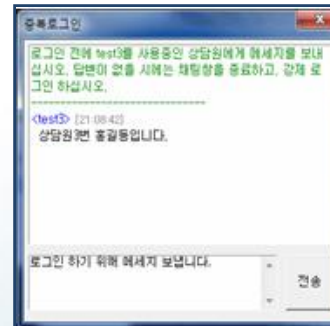 중복로그인
로그인 전에 test3를 사용중인 상담원에게 메세지를 보내
십시오. 답변이 없을 시에는 채팅창을 종료하고, 강제 로
그인 하십시오.
--------------------------------
<test3> [21:08:42]
상담원3번 홍길동입니다.
로그인 하기 위해 메세지 보냅니다.
전송